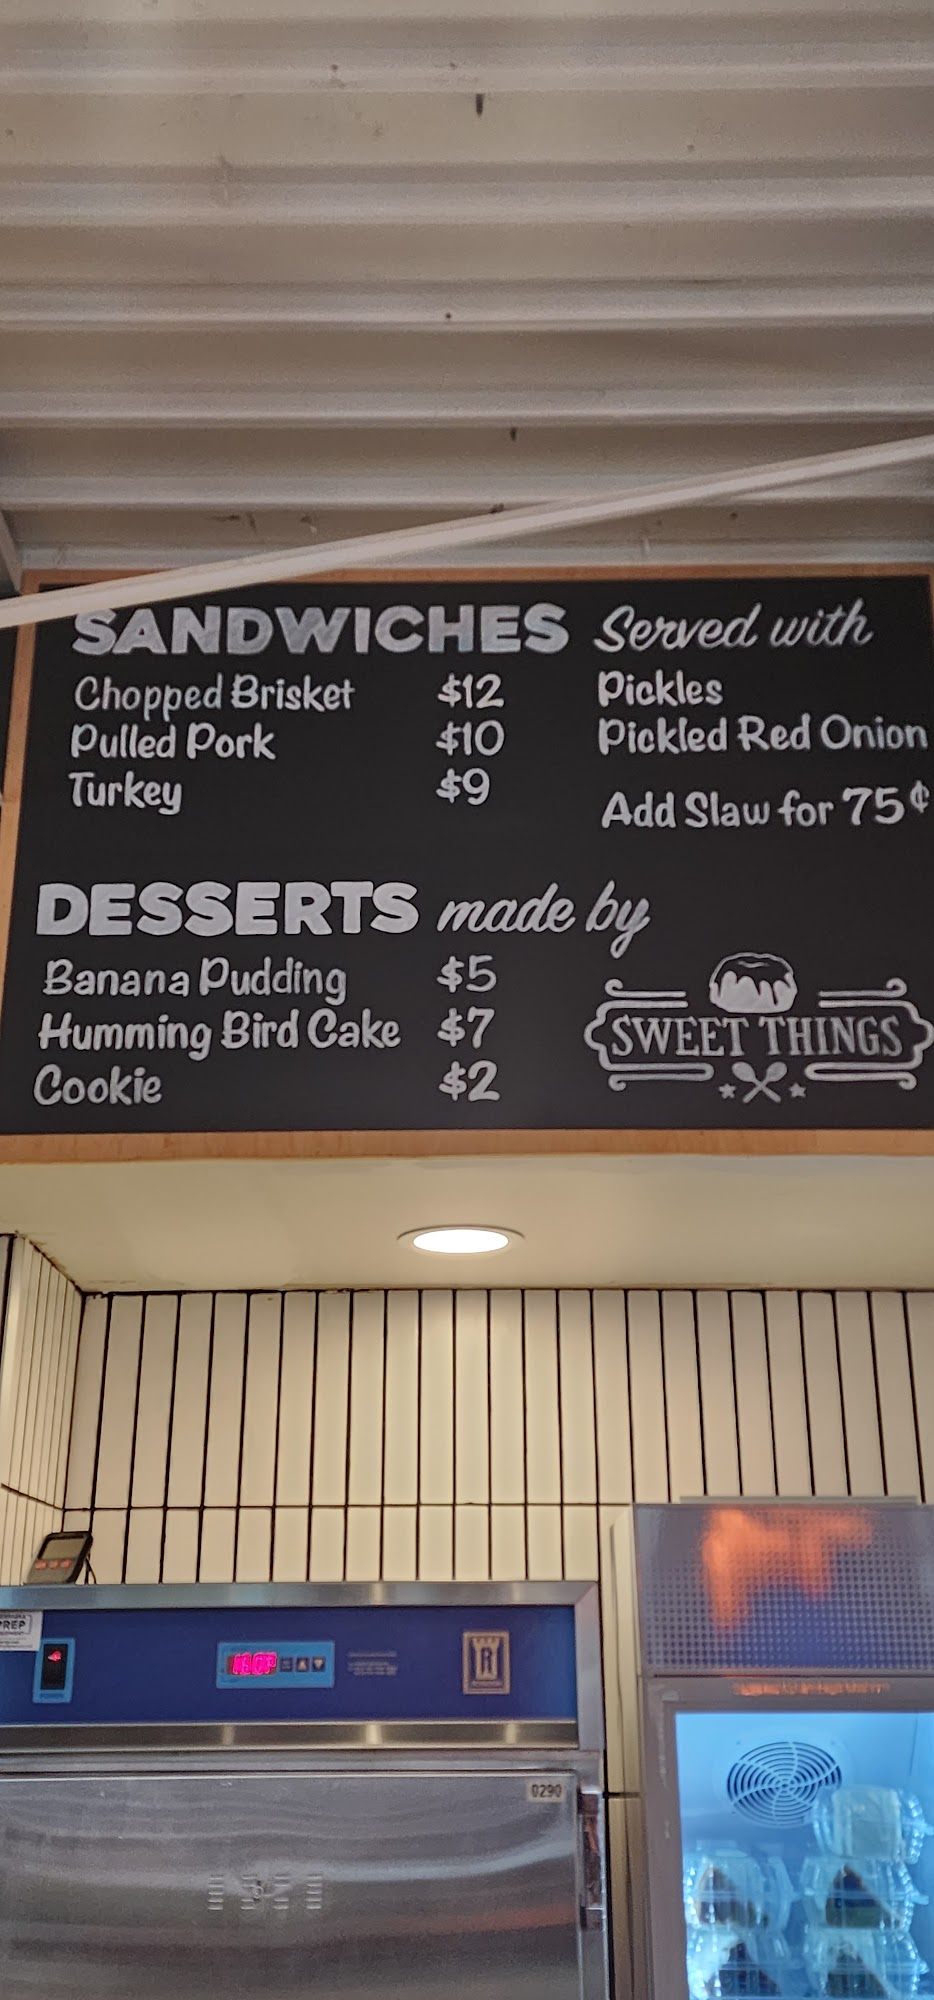 SANDWICHES Served with
Chopped Brisket $12 Pickles
Pulled Pork $10 Pickled Red Onion
Turkey $9
Add Slaw for 75¢
DESSERTS made by
Banana Pudding $5
Humming Bird Cake $7
Cookie $2
SWEET THINGS
PREP
POWER
R
0290